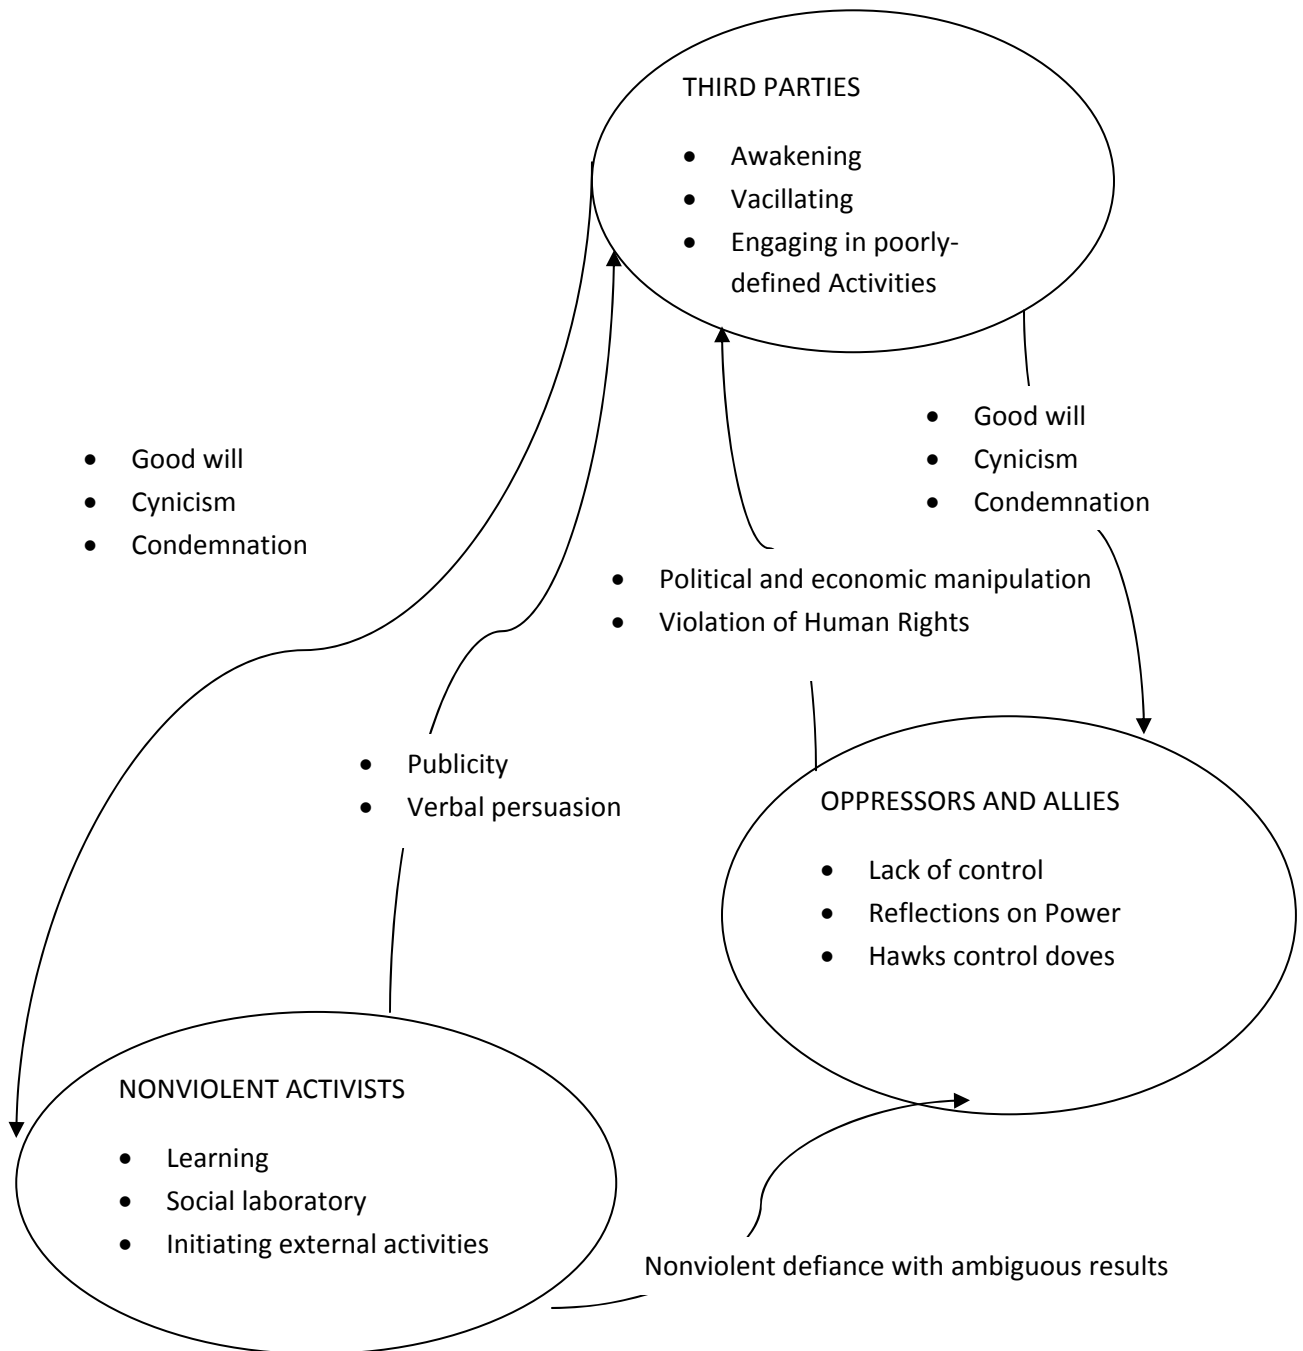 THIRD PARTIES
• Awakening
• Vacillating
• Engaging in poorly-
defined Activities
• Good will
• Cynicism
• Condemnation
• Good will
• Cynicism
• Condemnation
• Political and economic manipulation
• Violation of Human Rights
• Publicity
• Verbal persuasion
OPPRESSORS AND ALLIES
• Lack of control
• Reflections on Power
• Hawks control doves
NONVIOLENT ACTIVISTS
• Learning
• Social laboratory
• Initiating external activities
Nonviolent defiance with ambiguous results